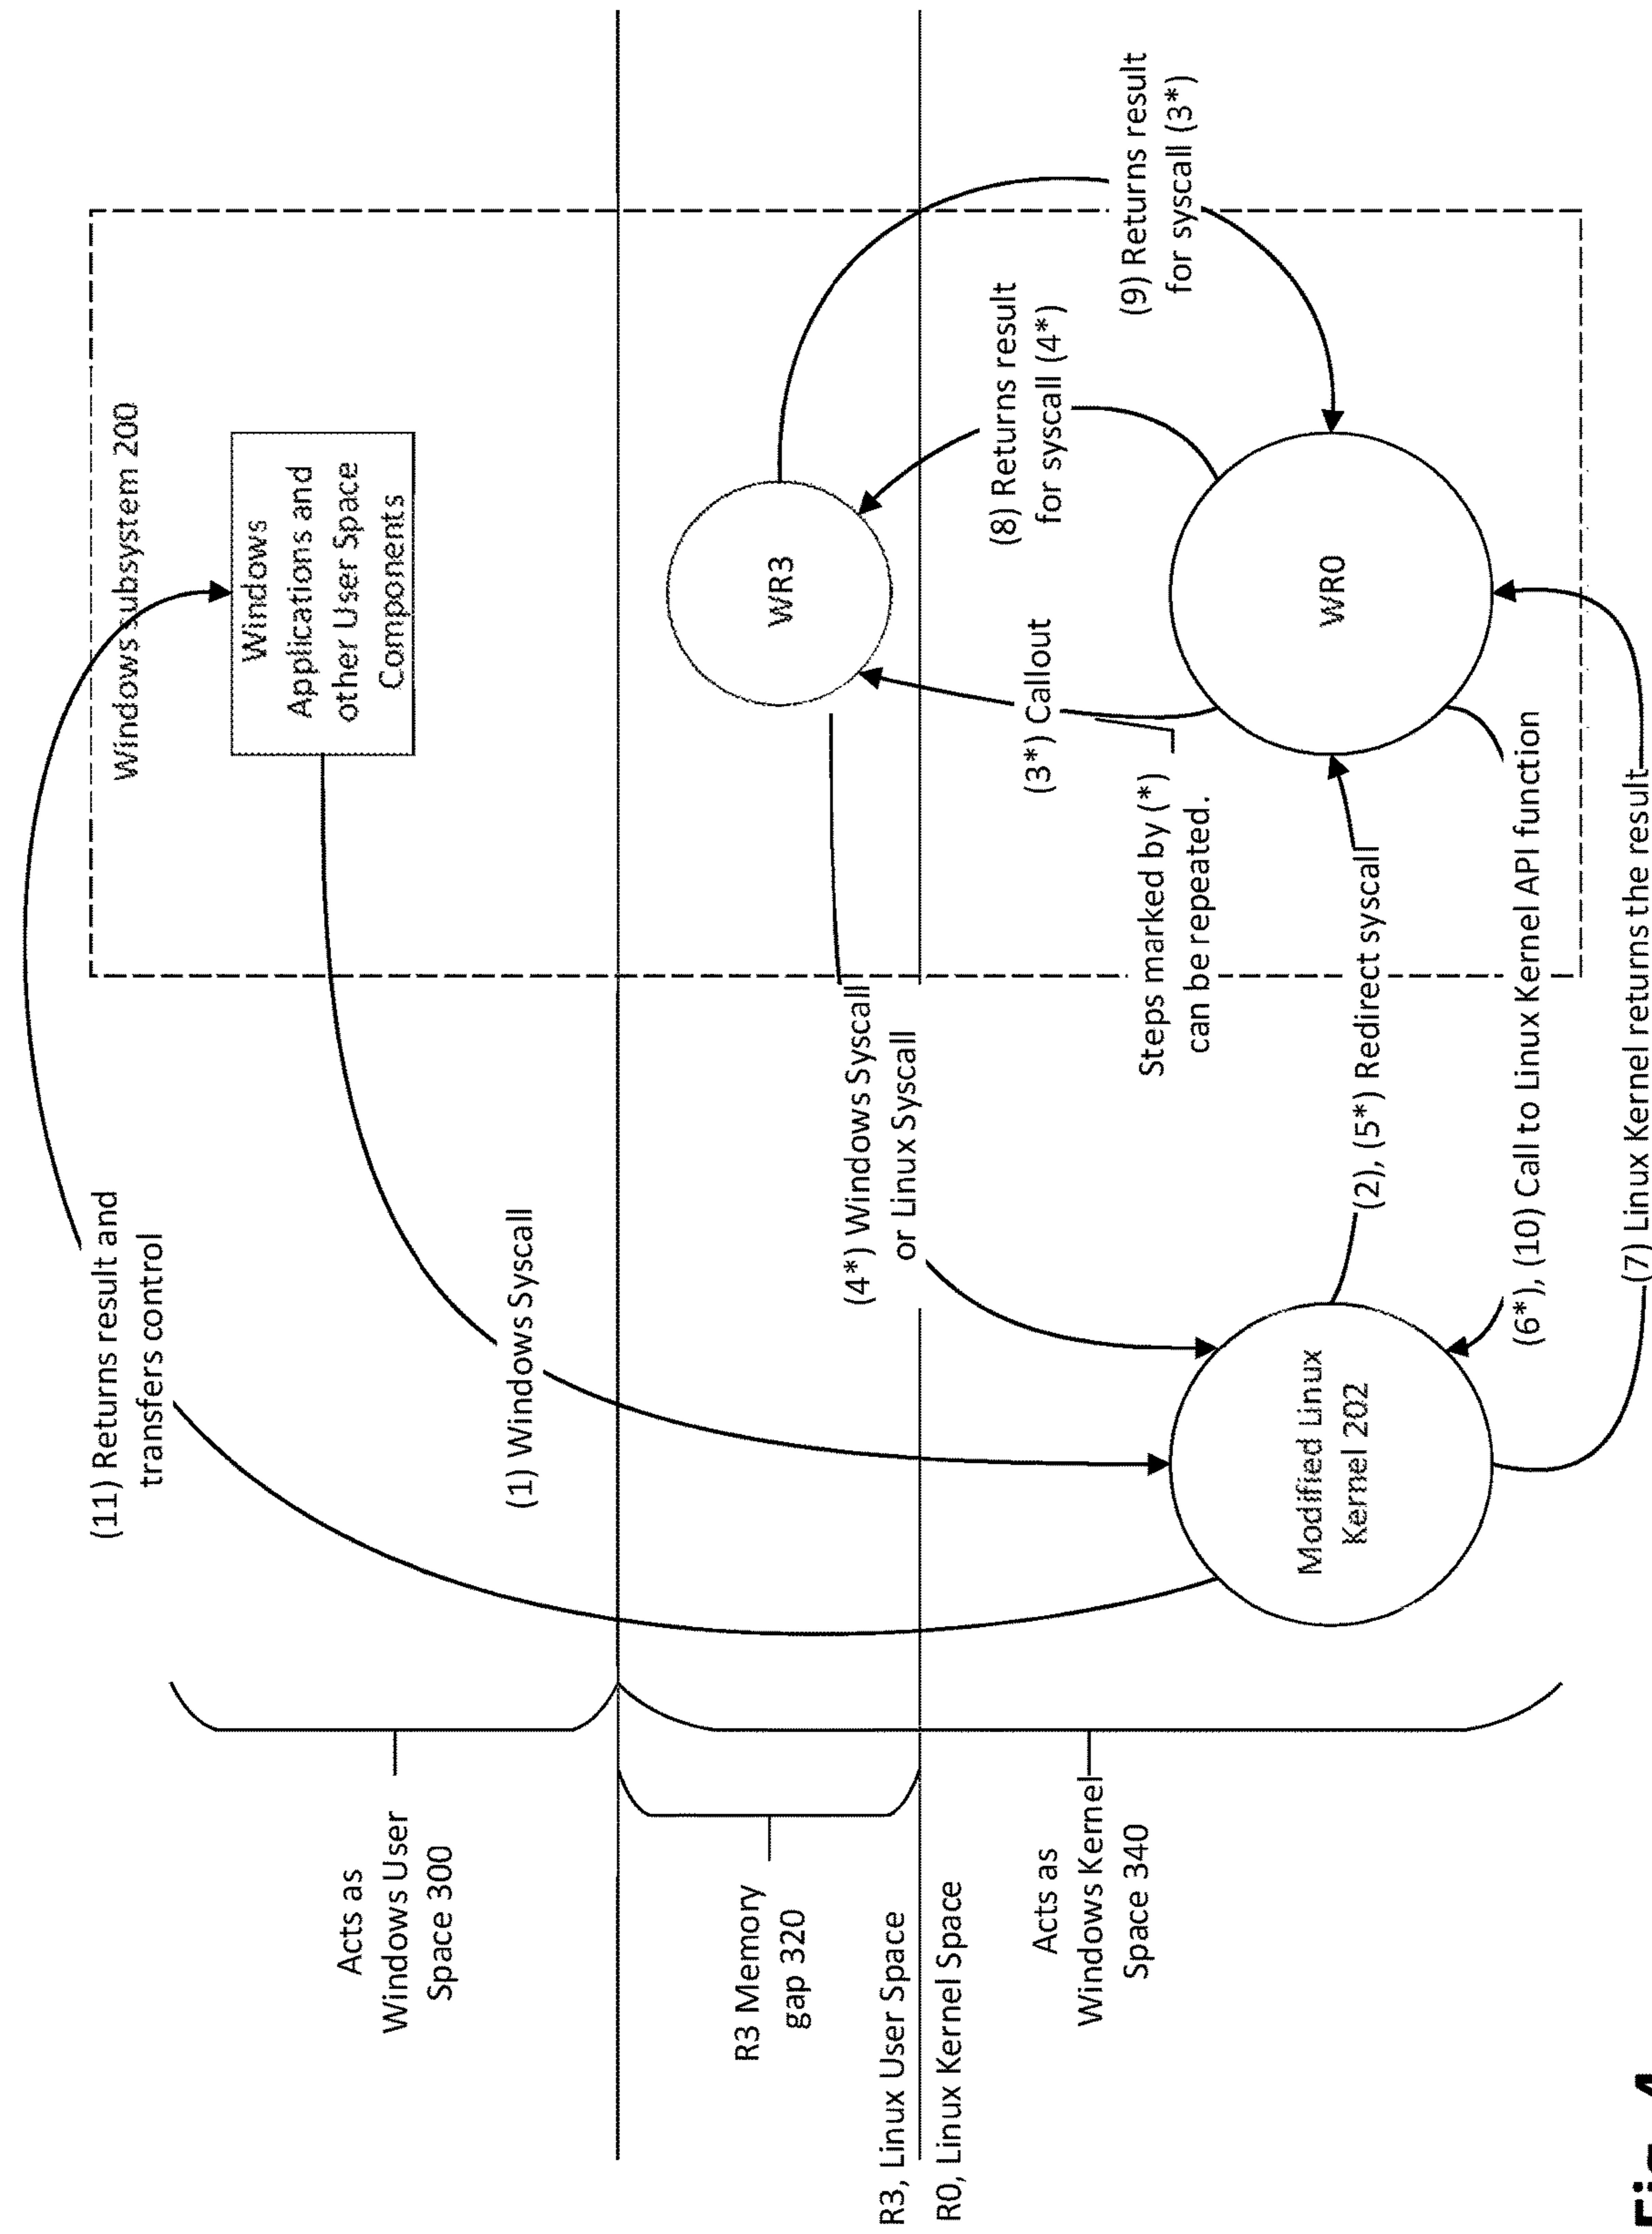 (11) Returns result and
transfers control
Windows subsystem 200
Windows
Applications and
other User Space
Components
Acts as
Windows User
Space 300
(1) Windows Syscall
R3 Memory
gap 320
WR3
(4*) Windows Syscall
or Linux Syscall
R3, Linux User Space
R0, Linux Kernel Space
(3*) Callout
(8) Returns result
for syscall (4*)
(9) Returns result
for syscall (3*)
Acts as
Windows Kernel
Space 340
Steps marked by (*)
can be repeated.
Modified Linux
Kernel 202
(2), (5*) Redirect syscall
WR0
(6*), (10) Call to Linux Kernel API function
(7) Linux Kernel returns the result